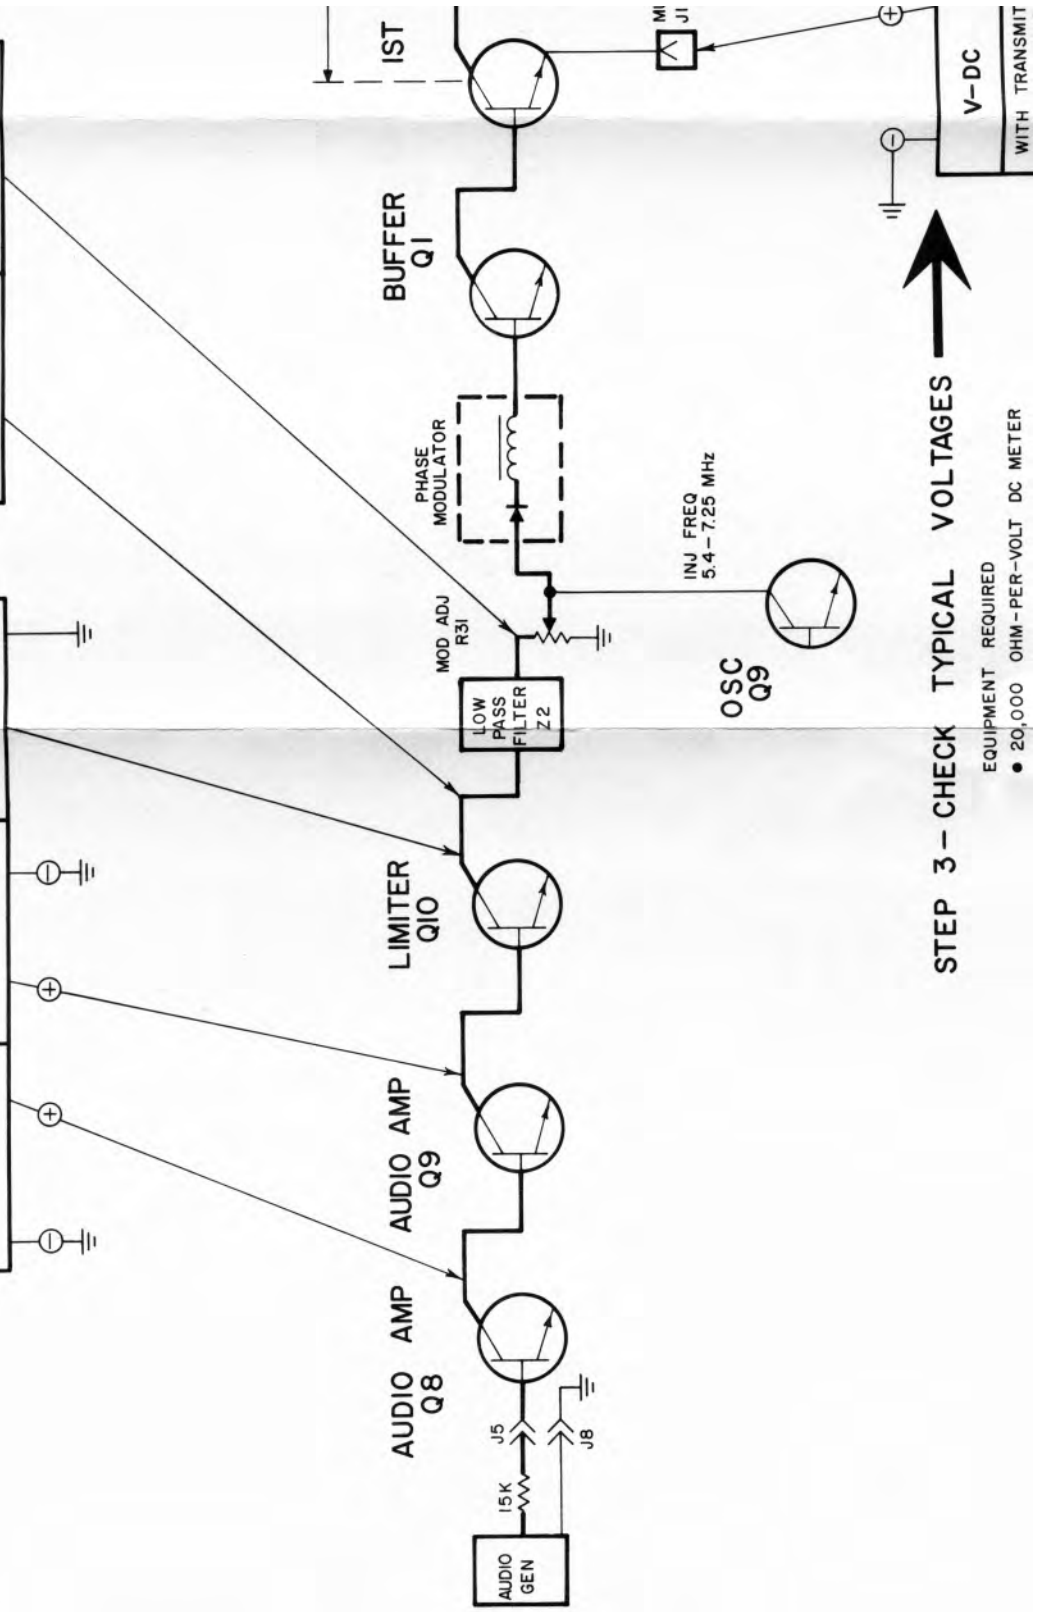 AUDIO
GEN
15K
J5
J8
AUDIO AMP
Q8
AUDIO AMP
Q9
LIMITER
Q10
LOW
PASS
FILTER
Z2
MOD ADJ
R31
PHASE
MODULATOR
BUFFER
Q1
1ST
OSC
Q9
INJ FREQ
5.4-7.25 MHz
J1
+
-
V-DC
WITH TRANSMIT
STEP 3-CHECK TYPICAL VOLTAGES
EQUIPMENT REQUIRED
• 20,000 OHM-PER-VOLT DC METER
-
+
+
-